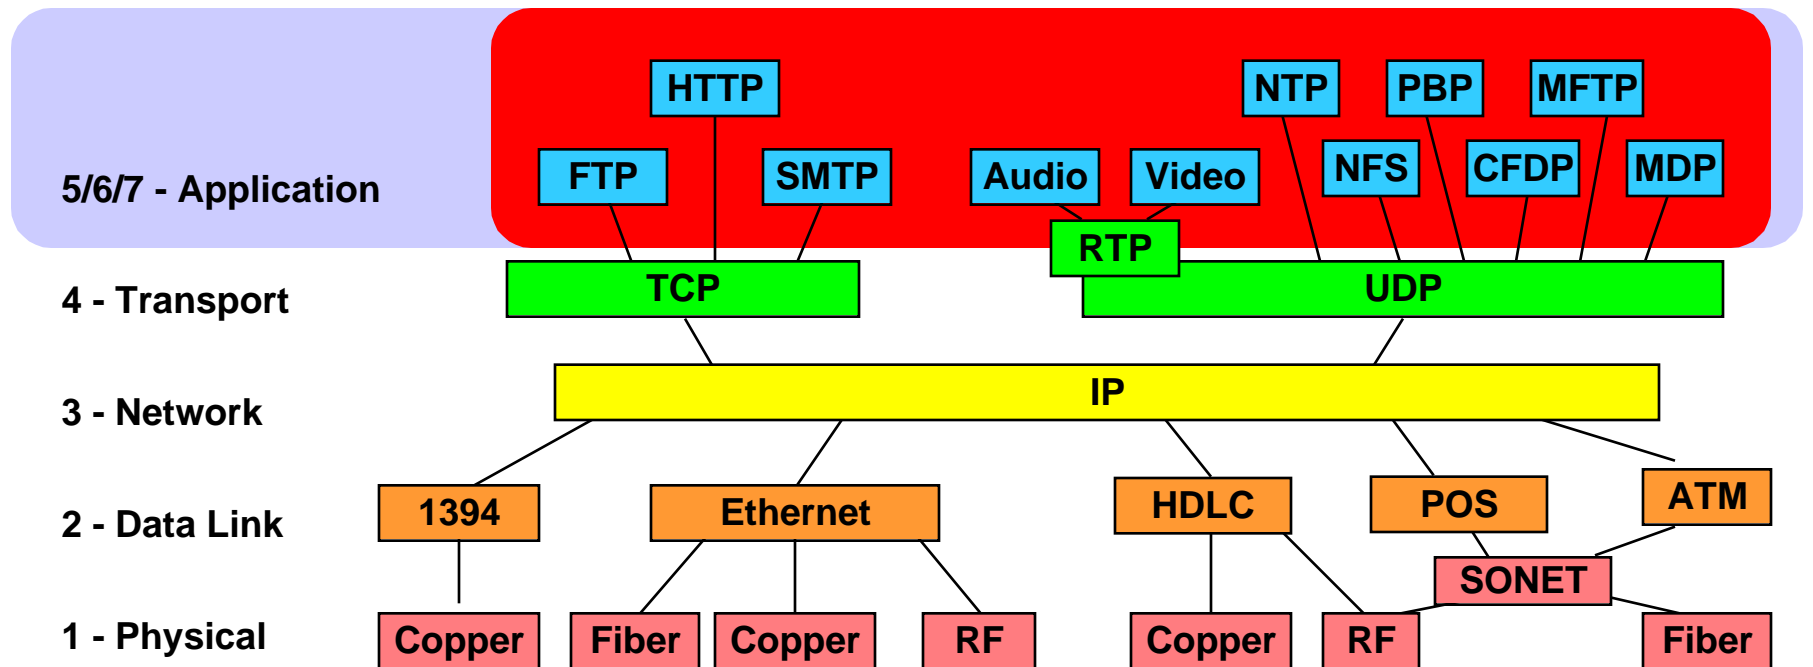 HTTP
NTP
PBP
MFTP
5/6/7 - Application
FTP
SMTP
Audio
Video
NFS
CFDP
MDP
RTP
4 - Transport
TCP
UDP
3 - Network
IP
2 - Data Link
1394
Ethernet
HDLC
POS
ATM
SONET
1 - Physical
Copper
Fiber
Copper
RF
Copper
RF
Fiber